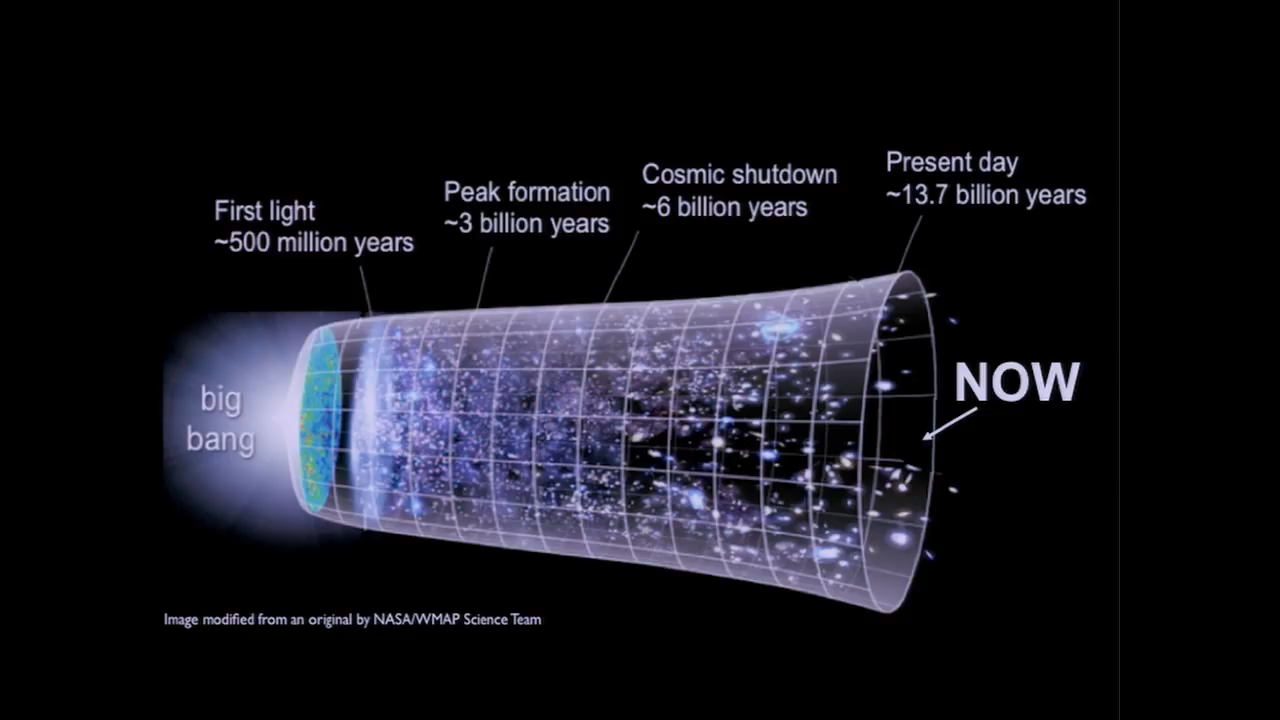 Present day
~13.7 billion years
Cosmic shutdown
~6 billion years
Peak formation
~3 billion years
First light
~500 million years
NOW
big
bang
Image modified from an original by NASA/WMAP Science Team